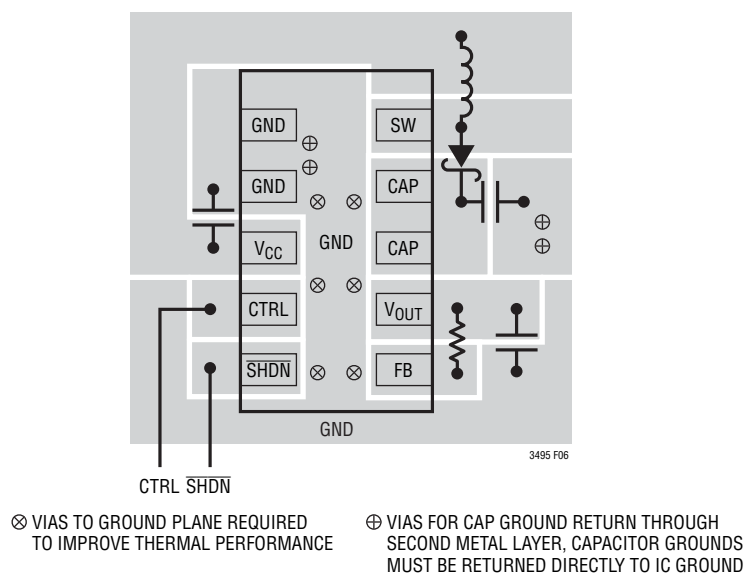 GND SW
GND CAP
GND
VCC CAP
CTRL VOUT
SHDN FB
GND
3495 F06
CTRL SHDN
⊗ VIAS TO GROUND PLANE REQUIRED
TO IMPROVE THERMAL PERFORMANCE
⊕ VIAS FOR CAP GROUND RETURN THROUGH
SECOND METAL LAYER, CAPACITOR GROUNDS
MUST BE RETURNED DIRECTLY TO IC GROUND